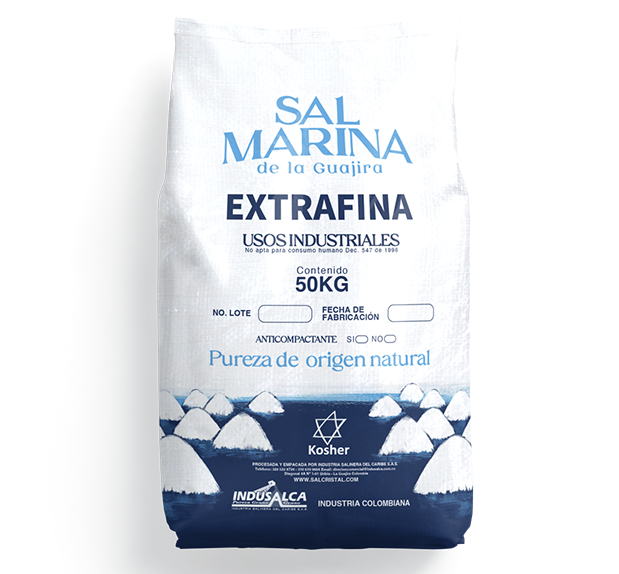 SAL
MARINA
de la Guajira
EXTRAFINA
USOS INDUSTRIALES
No apta para consumo humano Dec. 547 de 1996
Contenido
50KG
NO. LOTE
FECHA DE
FABRICACIÓN
ANTICOMPACTANTE SI NO
Pureza de origen natural
Kosher
PROCESADA Y EMPACADA POR INDUSTRIA SALINERA DEL CARIBE S.A.S.
WWW.SALCRISTAL.COM
INDUSALCA
INDUSTRIA SALINERA DEL CARIBE S.A.S.
INDUSTRIA COLOMBIANA